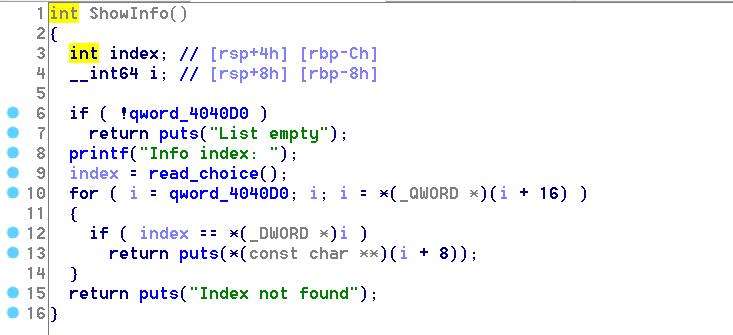 1 int ShowInfo()
2 {
3 int index; // [rsp+4h] [rbp-Ch]
4 __int64 i; // [rsp+8h] [rbp-8h]
5
6 if ( !qword_4040D0 )
7 return puts("List empty");
8 printf("Info index: ");
9 index = read_choice();
10 for ( i = qword_4040D0; i; i = *(_QWORD *)(i + 16) )
11 {
12 if ( index == *(_DWORD *)i )
13 return puts(*(const char **)(i + 8));
14 }
15 return puts("Index not found");
16 }